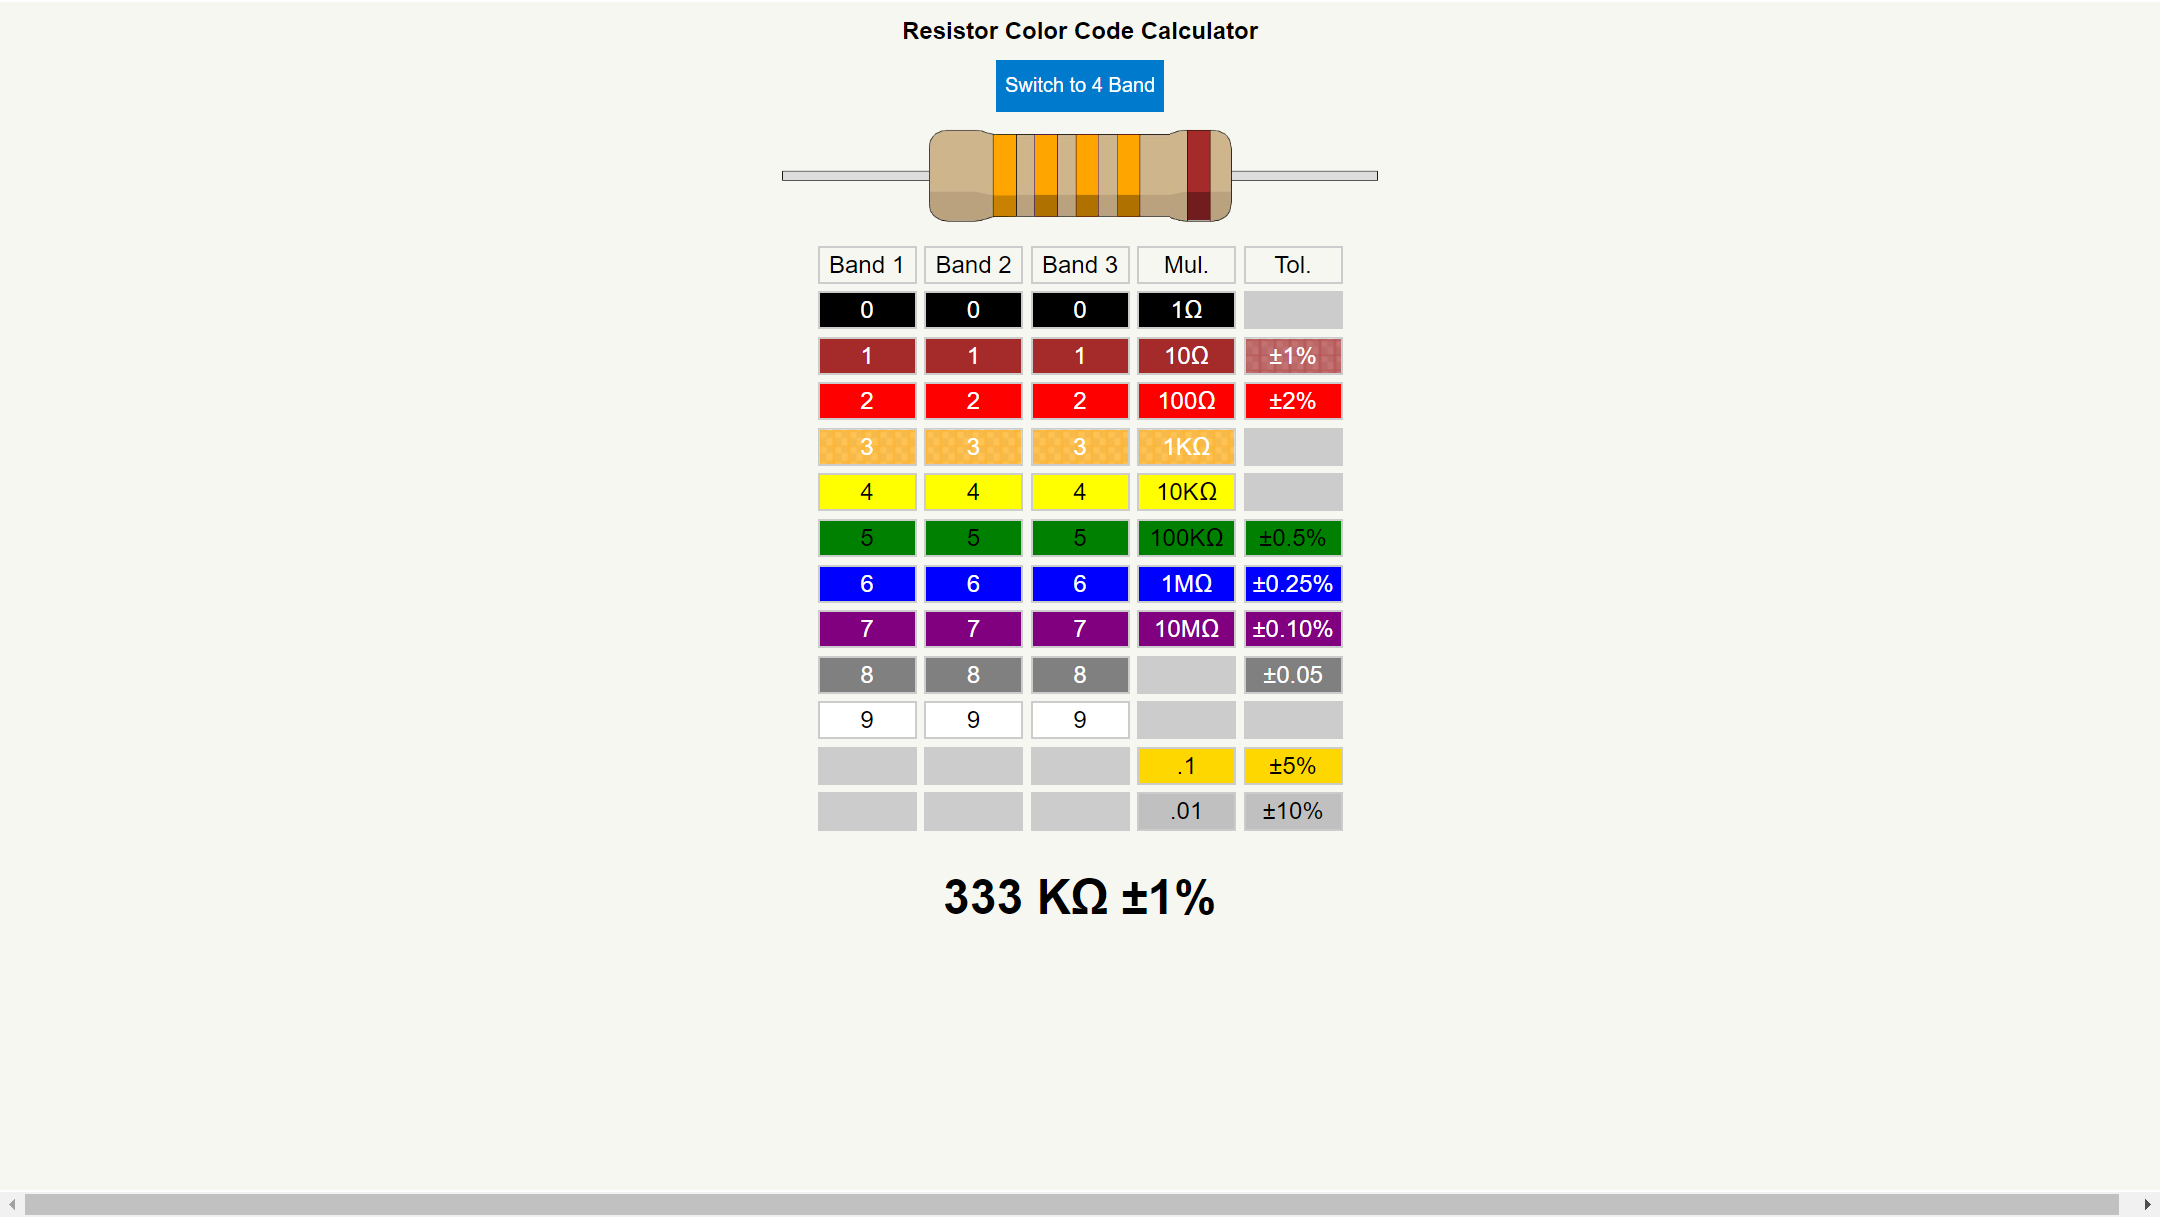 Resistor Color Code Calculator
Switch to 4 Band
Band 1 Band 2 Band 3 Mul. Tol.
0 0 0 1Ω
1 1 1 10Ω ±1%
2 2 2 100Ω ±2%
3 3 3 1KΩ
4 4 4 10KΩ
5 5 5 100KΩ ±0.5%
6 6 6 1MΩ ±0.25%
7 7 7 10MΩ ±0.10%
8 8 8 ±0.05
9 9 9
.1 ±5%
.01 ±10%
333 KΩ ±1%